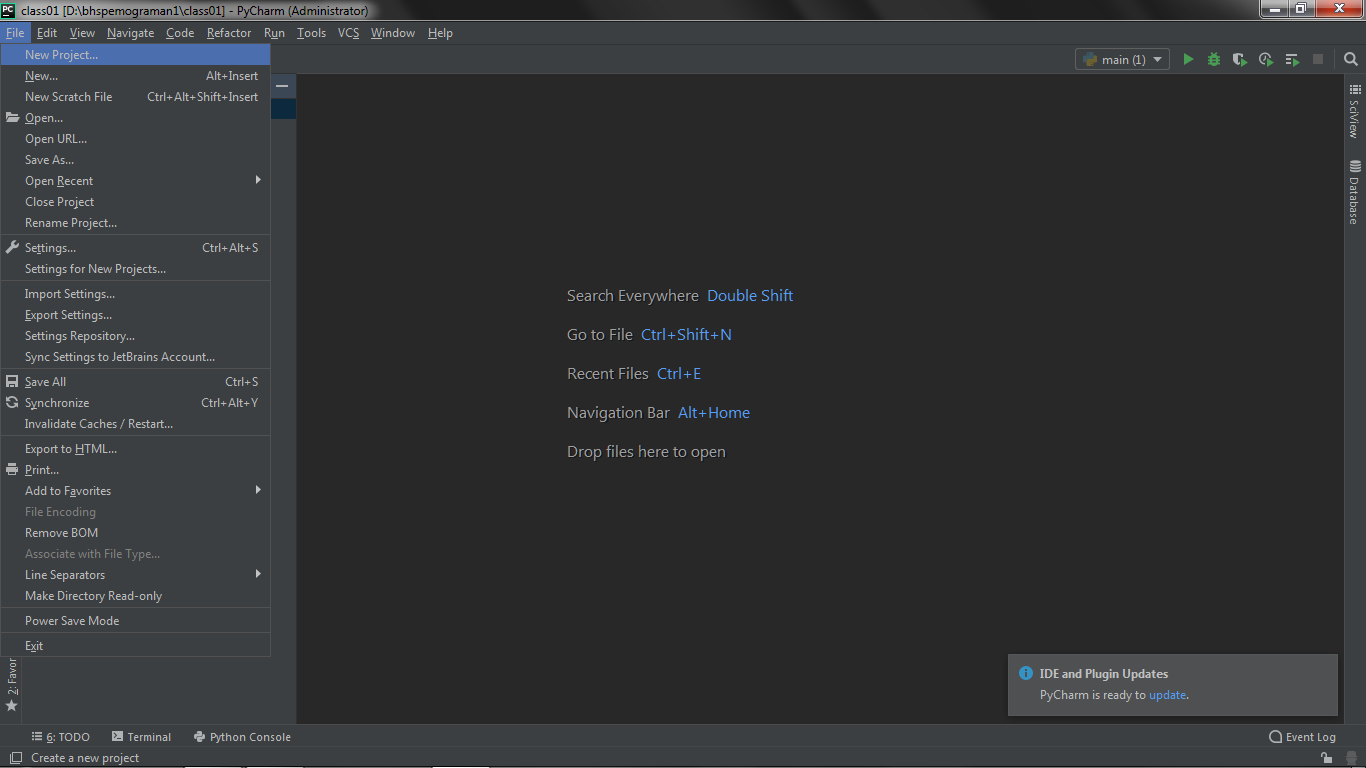 PC class01 [D:\bhspemograman1\class01] - PyCharm (Administrator)
File Edit View Navigate Code Refactor Run Tools VCS Window Help
main (1)
New Project...
New... Alt+Insert
New Scratch File Ctrl+Alt+Shift+Insert
Open...
Open URL...
Save As...
Open Recent
Close Project
Rename Project...
Settings... Ctrl+Alt+S
Settings for New Projects...
Import Settings...
Export Settings...
Settings Repository...
Sync Settings to JetBrains Account...
Save All Ctrl+S
Synchronize Ctrl+Alt+Y
Invalidate Caches / Restart...
Export to HTML...
Print...
Add to Favorites
File Encoding
Remove BOM
Associate with File Type...
Line Separators
Make Directory Read-only
Power Save Mode
Exit
Search Everywhere Double Shift
Go to File Ctrl+Shift+N
Recent Files Ctrl+E
Navigation Bar Alt+Home
Drop files here to open
SciView
Database
IDE and Plugin Updates
PyCharm is ready to update.
2: Favor
6: TODO Terminal Python Console Event Log
Create a new project